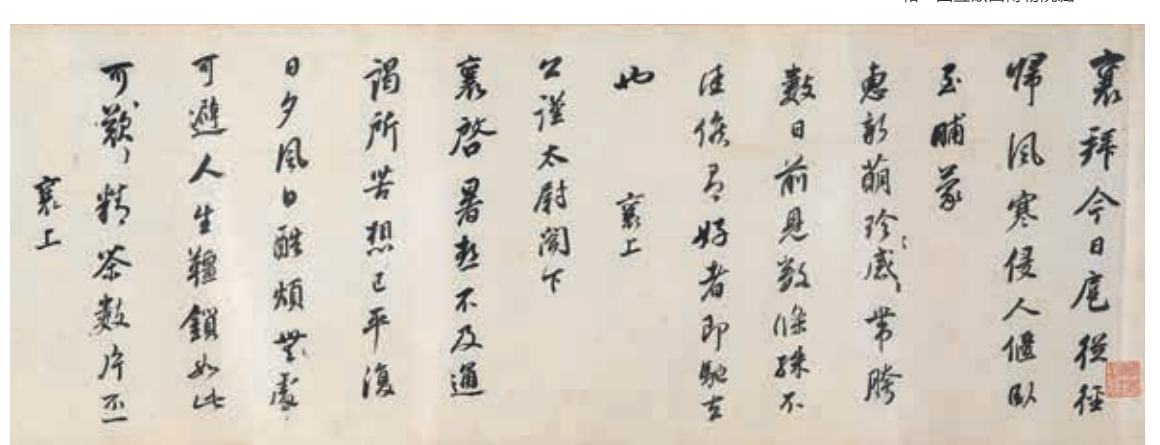 襄拜今日扈從徑
歸風寒侵人偃臥
至晡蒙
惠新萌珍〻感〻帶胯
數日前見數條殊不
佳候有好者即馳去
也 襄上
公謹太尉閣下
襄啓暑熱不及通
謁所苦想已平復
日夕風日酷煩無處
可避人生韁鎖如此
可歎〻精茶數片不一
襄上